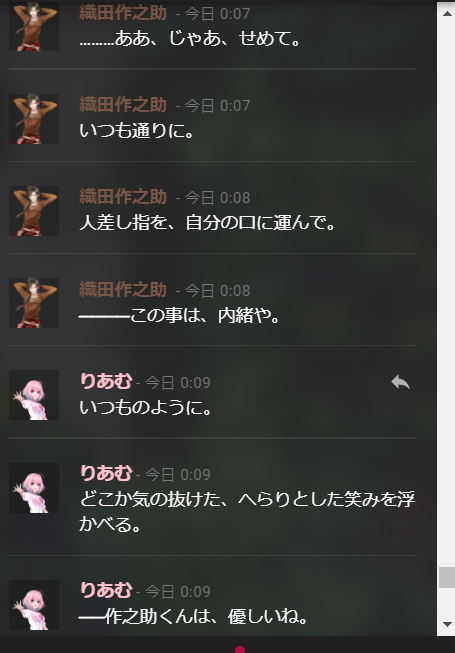 織田作之助 - 今日 0:07
………ああ、じゃあ、せめて。
織田作之助 - 今日 0:07
いつも通りに。
織田作之助 - 今日 0:08
人差し指を、自分の口に運んで。
織田作之助 - 今日 0:08
――――この事は、内緒や。
りあむ - 今日 0:09
いつものように。
りあむ - 今日 0:09
どこか気の抜けた、へらりとした笑みを浮
かべる。
りあむ - 今日 0:09
――作之助くんは、優しいね。